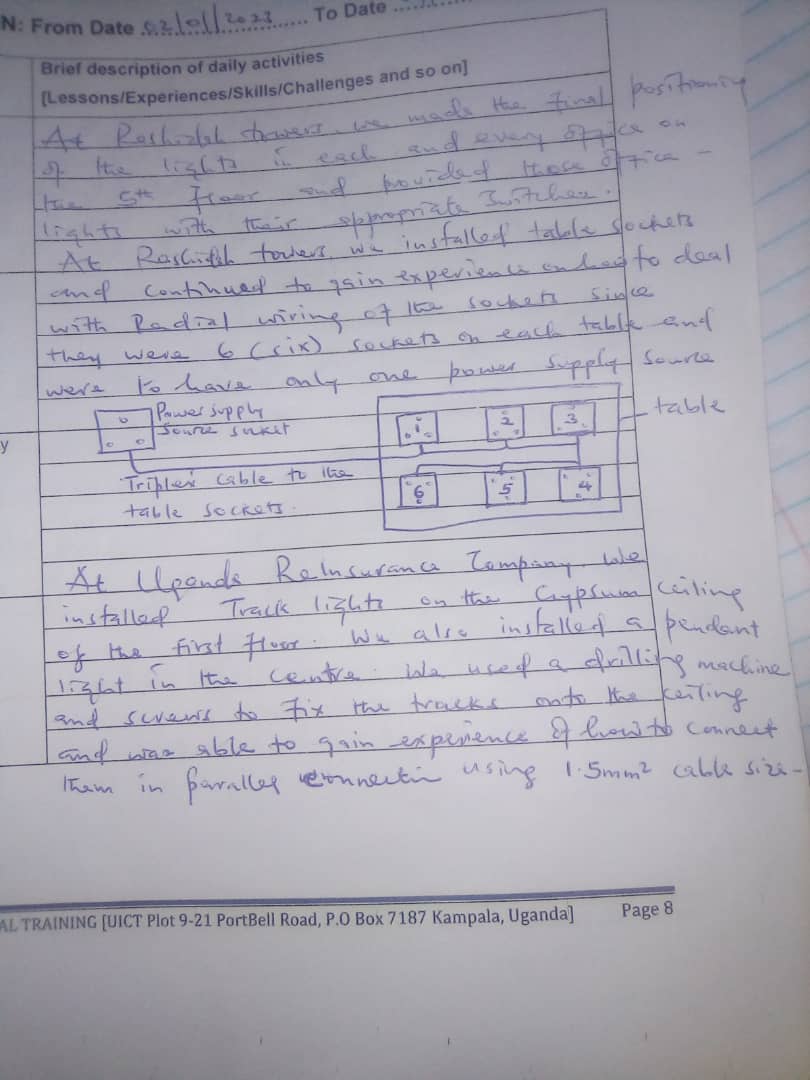 N: From Date 02/01/2023...... To Date ......
Brief description of daily activities
[Lessons/Experiences/Skills/Challenges and so on]
At Rashidah towers, we made the final positioning
of the lights in each and every office on
the 5th floor and provided those office -
lights with their appropriate switches.
At Rashidah towers, we installed table sockets
and continued to gain experience on how to deal
with Radial wiring of the sockets since
they were 6 (six) sockets on each table and
were to have only one power supply source
Power supply
source socket
1 2 3
table
y
Triplex cable to the
table sockets.
6 5 4
At Uganda ReInsurance Company. We
installed Track lights on the Gypsum ceiling
of the first floor. We also installed a pendant
light in the centre. We used a drilling machine
and screws to fix the tracks onto the ceiling
and was able to gain experience of how to connect
them in parallel connectin using 1.5mm² cable size -
AL TRAINING [UICT Plot 9-21 PortBell Road, P.O Box 7187 Kampala, Uganda]
Page 8